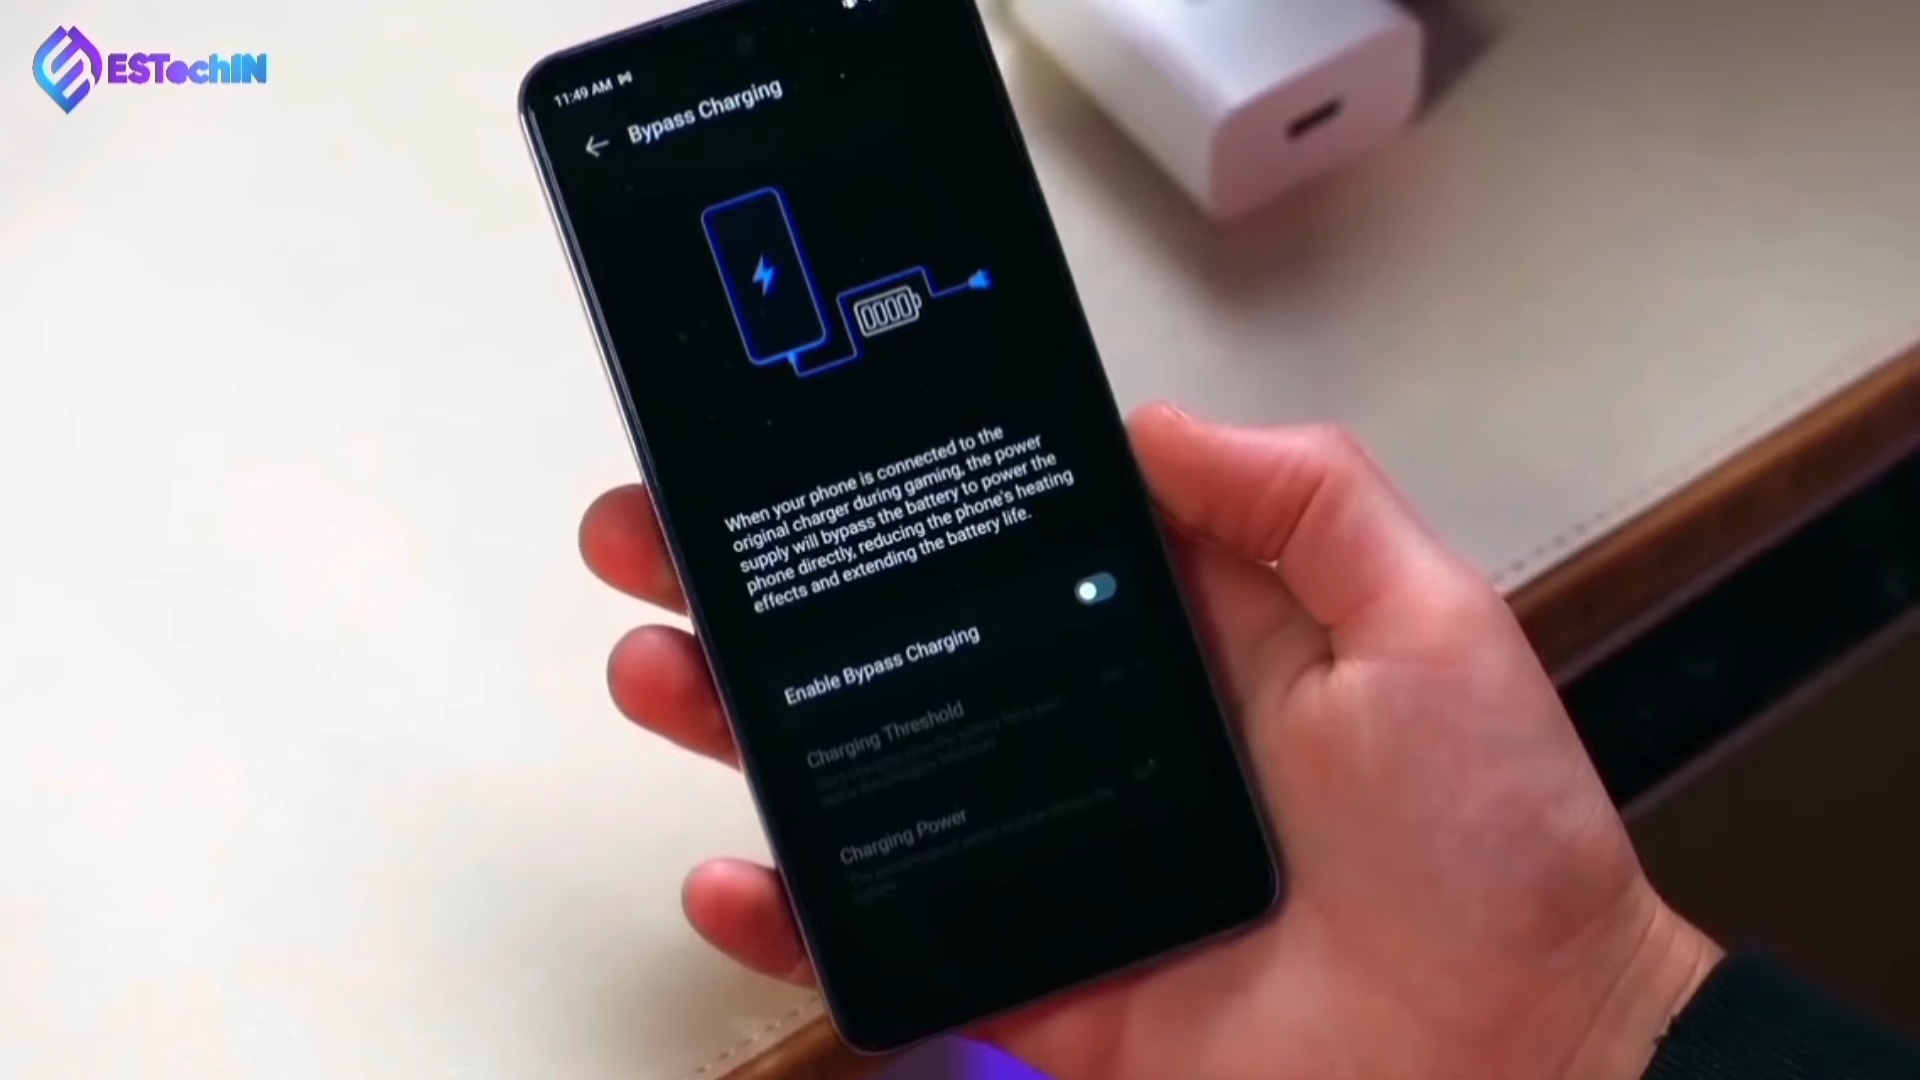 ESTechIN
11:49 AM
Bypass Charging
When your phone is connected to the
original charger during gaming, the power
supply will bypass the battery to power the
phone directly, reducing the phone's heating
effects and extending the battery life.
Enable Bypass Charging
Charging Threshold
Charging Power